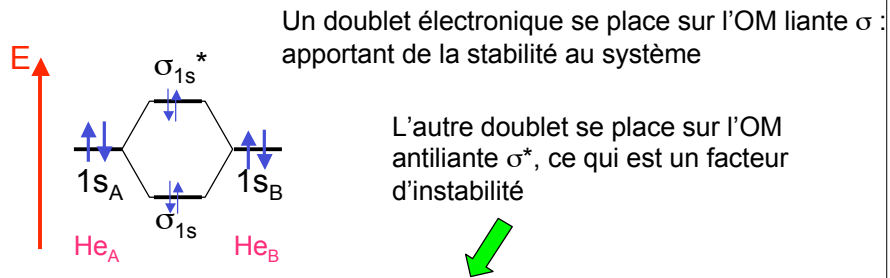 Un doublet électronique se place sur l'OM liante σ :
apportant de la stabilité au système
E
σ1s*
L'autre doublet se place sur l'OM
antiliante σ*, ce qui est un facteur
d'instabilité
1sA 1sB
σ1s
HeA HeB